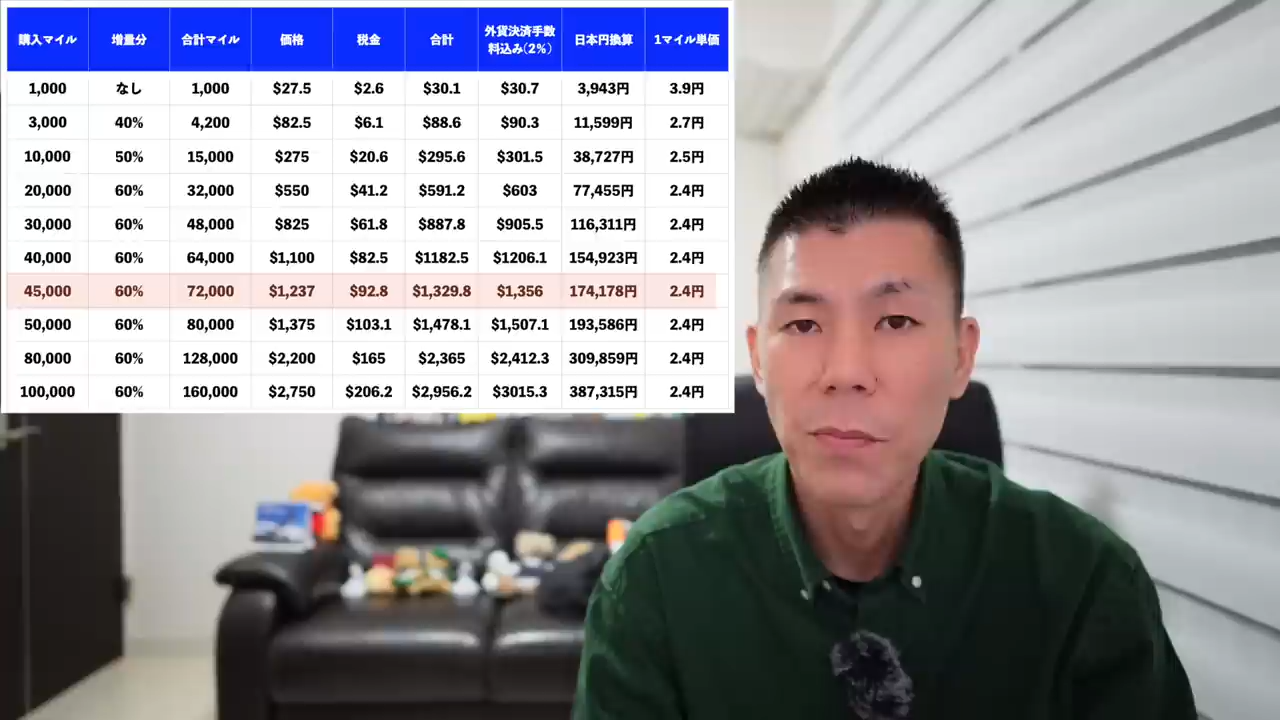 購入マイル 増量分 合計マイル 価格 税金 合計 外貨決済手数料込み(2%) 日本円換算 1マイル単価
1,000 なし 1,000 $27.5 $2.6 $30.1 $30.7 3,943円 3.9円
3,000 40% 4,200 $82.5 $6.1 $88.6 $90.3 11,599円 2.7円
10,000 50% 15,000 $275 $20.6 $295.6 $301.5 38,727円 2.5円
20,000 60% 32,000 $550 $41.2 $591.2 $603 77,455円 2.4円
30,000 60% 48,000 $825 $61.8 $887.8 $905.5 116,311円 2.4円
40,000 60% 64,000 $1,100 $82.5 $1182.5 $1206.1 154,923円 2.4円
45,000 60% 72,000 $1,237 $92.8 $1,329.8 $1,356 174,178円 2.4円
50,000 60% 80,000 $1,375 $103.1 $1,478.1 $1,507.1 193,586円 2.4円
80,000 60% 128,000 $2,200 $165 $2,365 $2,412.3 309,859円 2.4円
100,000 60% 160,000 $2,750 $206.2 $2,956.2 $3015.3 387,315円 2.4円